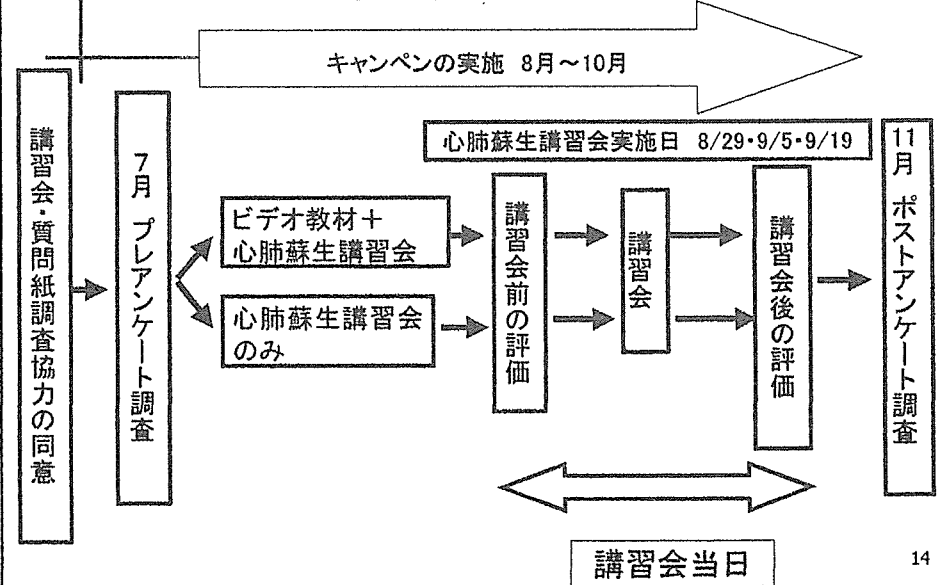 キャンペンの実施 8月～10月
講習会・質問紙調査協力の同意
7月 プレアンケート調査
ビデオ教材＋
心肺蘇生講習会
心肺蘇生講習会
のみ
心肺蘇生講習会実施日 8/29・9/5・9/19
講習会前の評価
講習会
講習会後の評価
11月 ポストアンケート調査
講習会当日
14